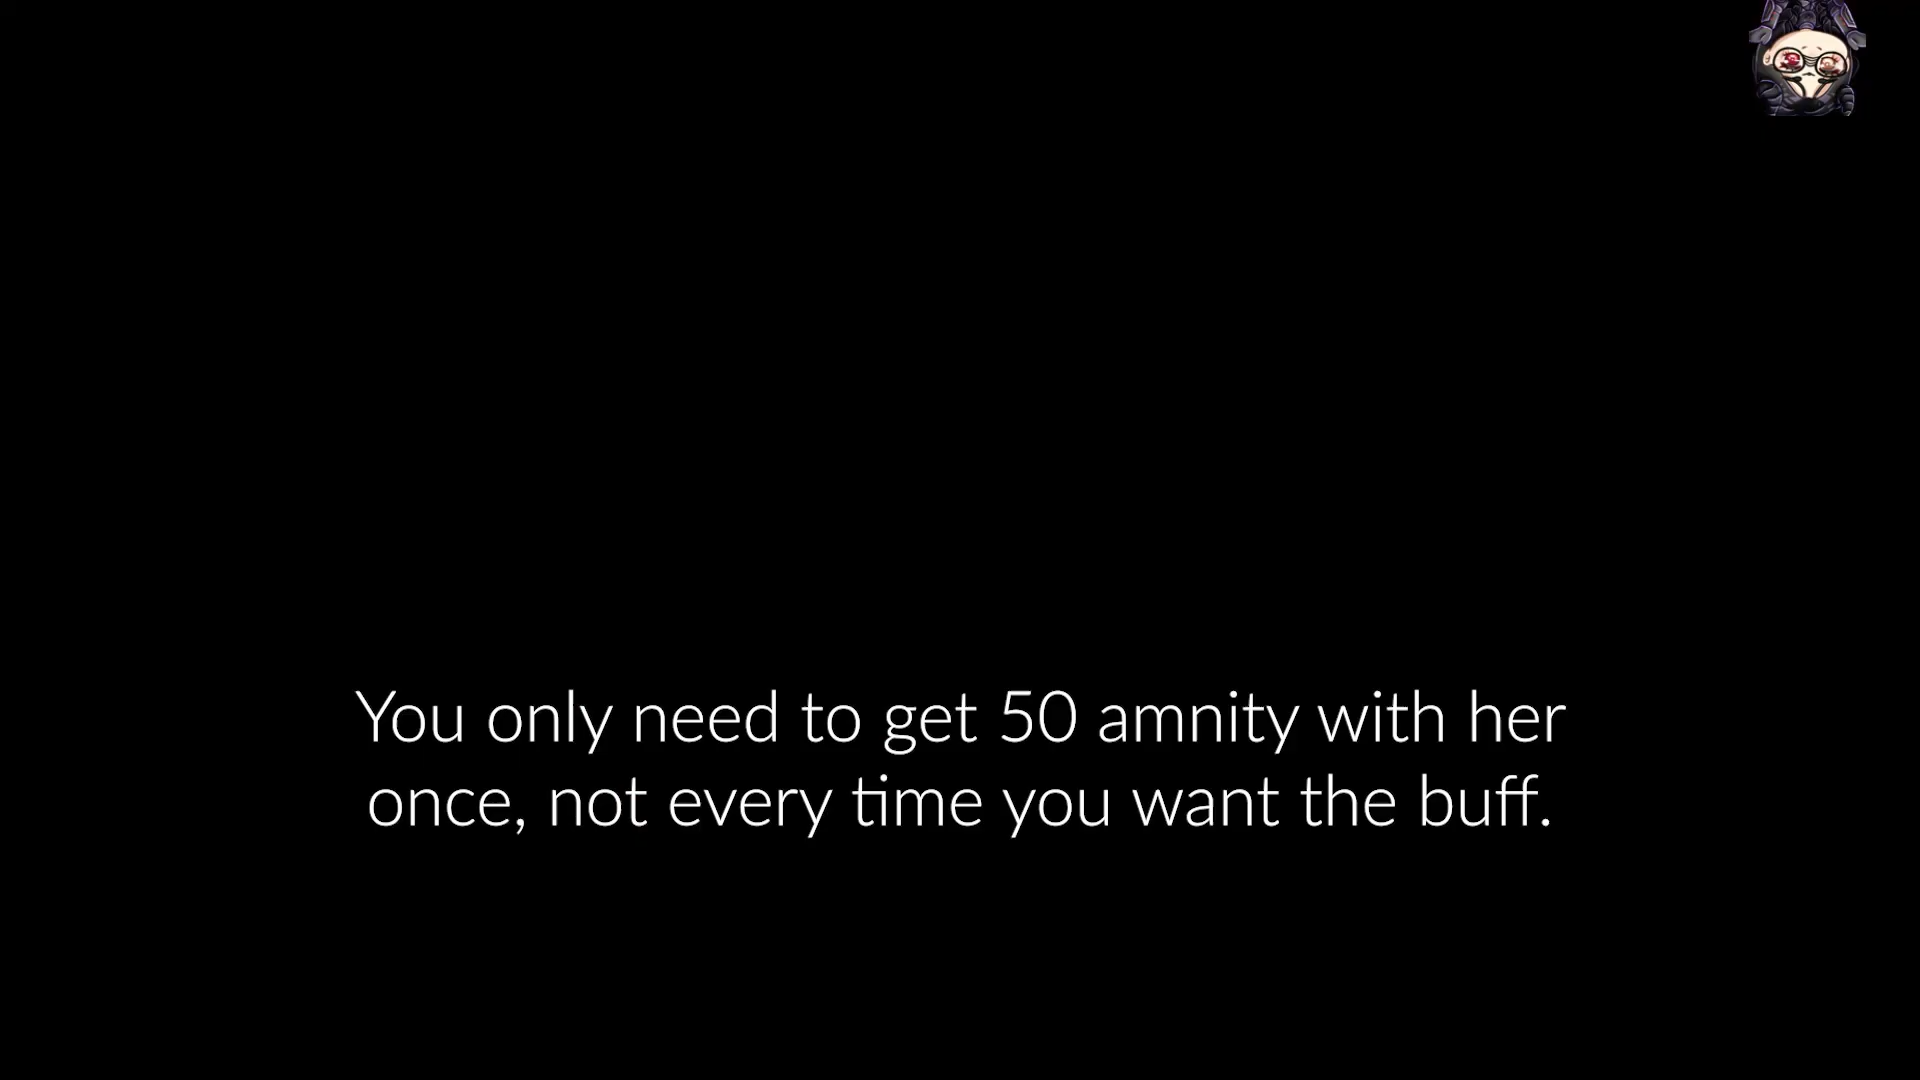 You only need to get 50 amnity with her
once, not every time you want the buff.